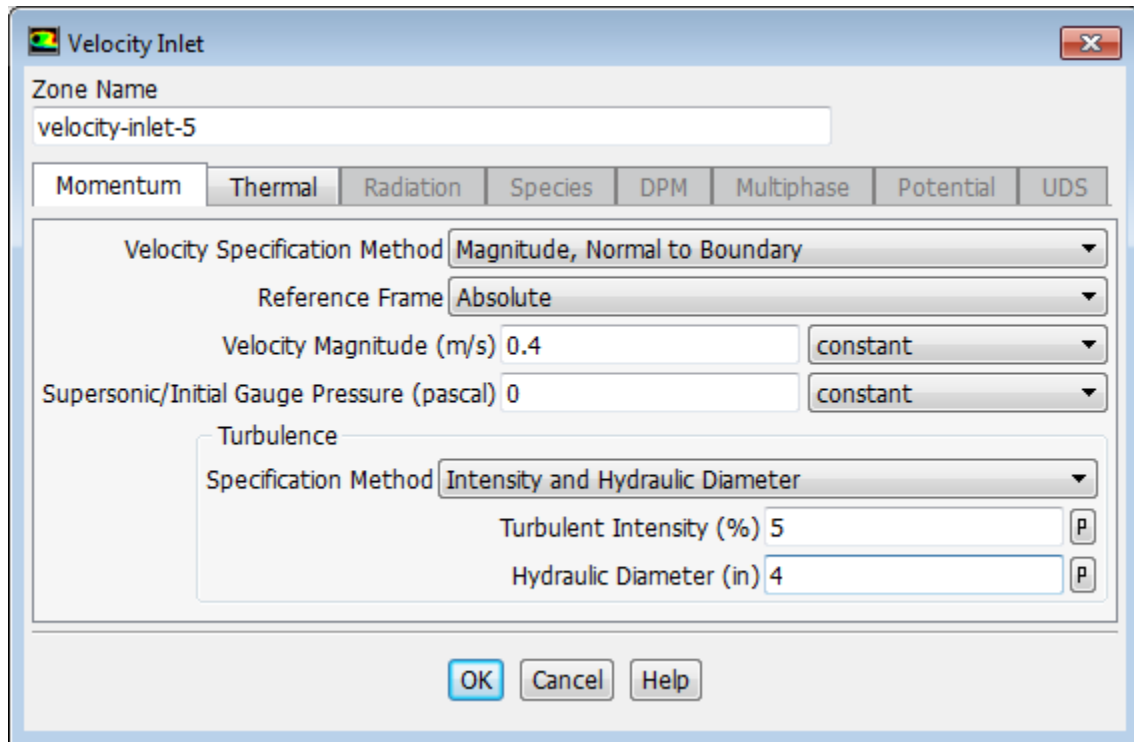 Velocity Inlet
Zone Name
velocity-inlet-5
Momentum Thermal Radiation Species DPM Multiphase Potential UDS
Velocity Specification Method Magnitude, Normal to Boundary
Reference Frame Absolute
Velocity Magnitude (m/s) 0.4 constant
Supersonic/Initial Gauge Pressure (pascal) 0 constant
Turbulence
Specification Method Intensity and Hydraulic Diameter
Turbulent Intensity (%) 5 P
Hydraulic Diameter (in) 4 P
OK Cancel Help